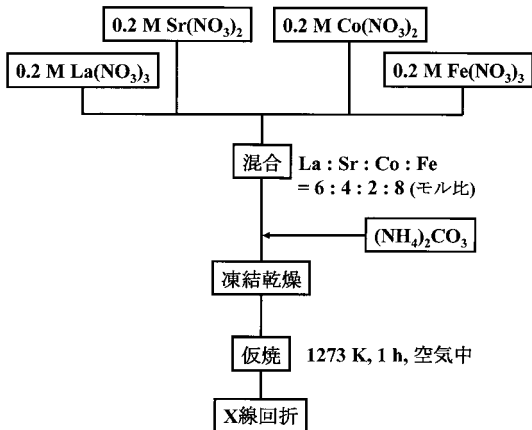 0.2 M Sr(NO3)2
0.2 M Co(NO3)2
0.2 M La(NO3)3
0.2 M Fe(NO3)3
混合
La : Sr : Co : Fe
= 6 : 4 : 2 : 8 (モル比)
(NH4)2CO3
凍結乾燥
仮焼
1273 K, 1 h, 空気中
X線回折